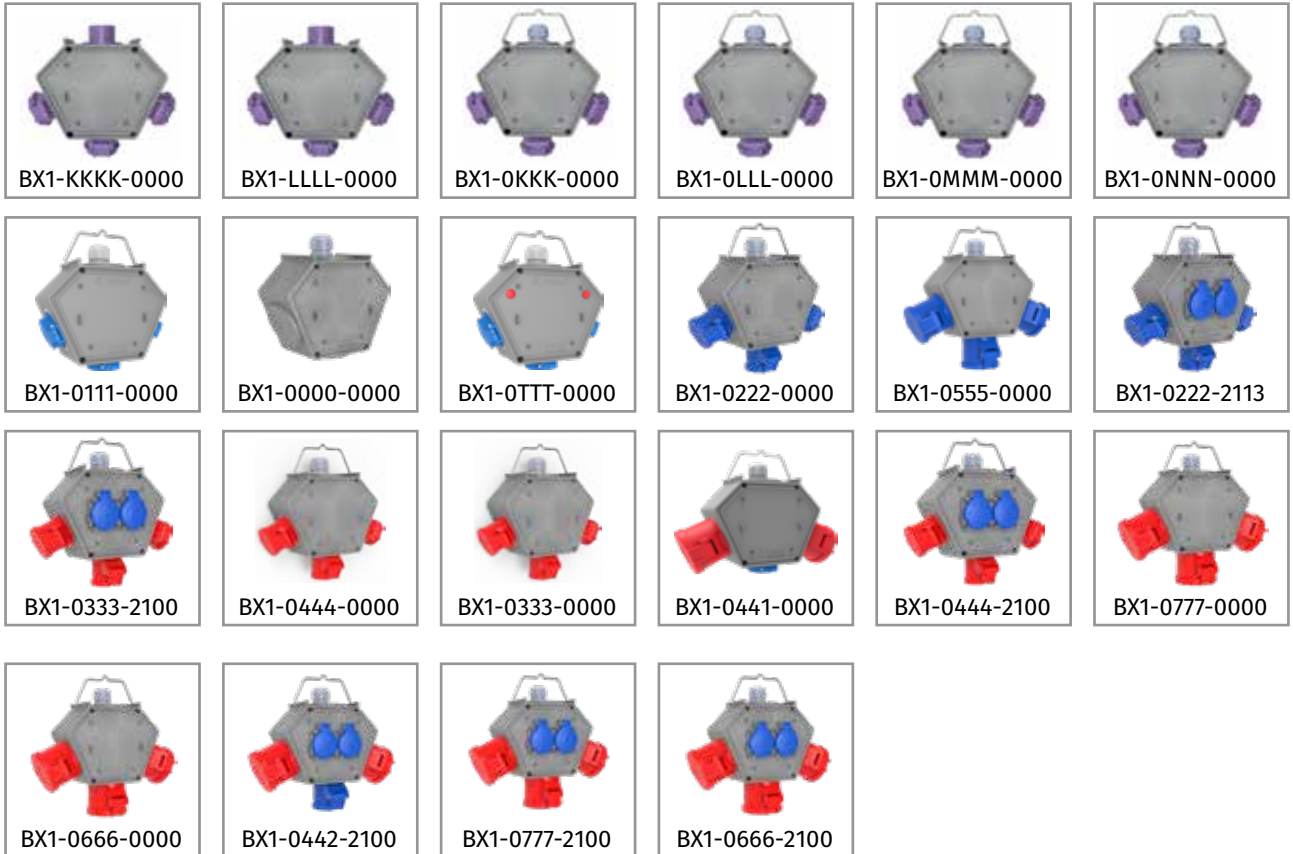 BX1-KKKK-0000 BX1-LLLL-0000 BX1-0KKK-0000 BX1-0LLL-0000 BX1-0MMM-0000 BX1-0NNN-0000
BX1-0111-0000 BX1-0000-0000 BX1-0TTT-0000 BX1-0222-0000 BX1-0555-0000 BX1-0222-2113
BX1-0333-2100 BX1-0444-0000 BX1-0333-0000 BX1-0441-0000 BX1-0444-2100 BX1-0777-0000
BX1-0666-0000 BX1-0442-2100 BX1-0777-2100 BX1-0666-2100